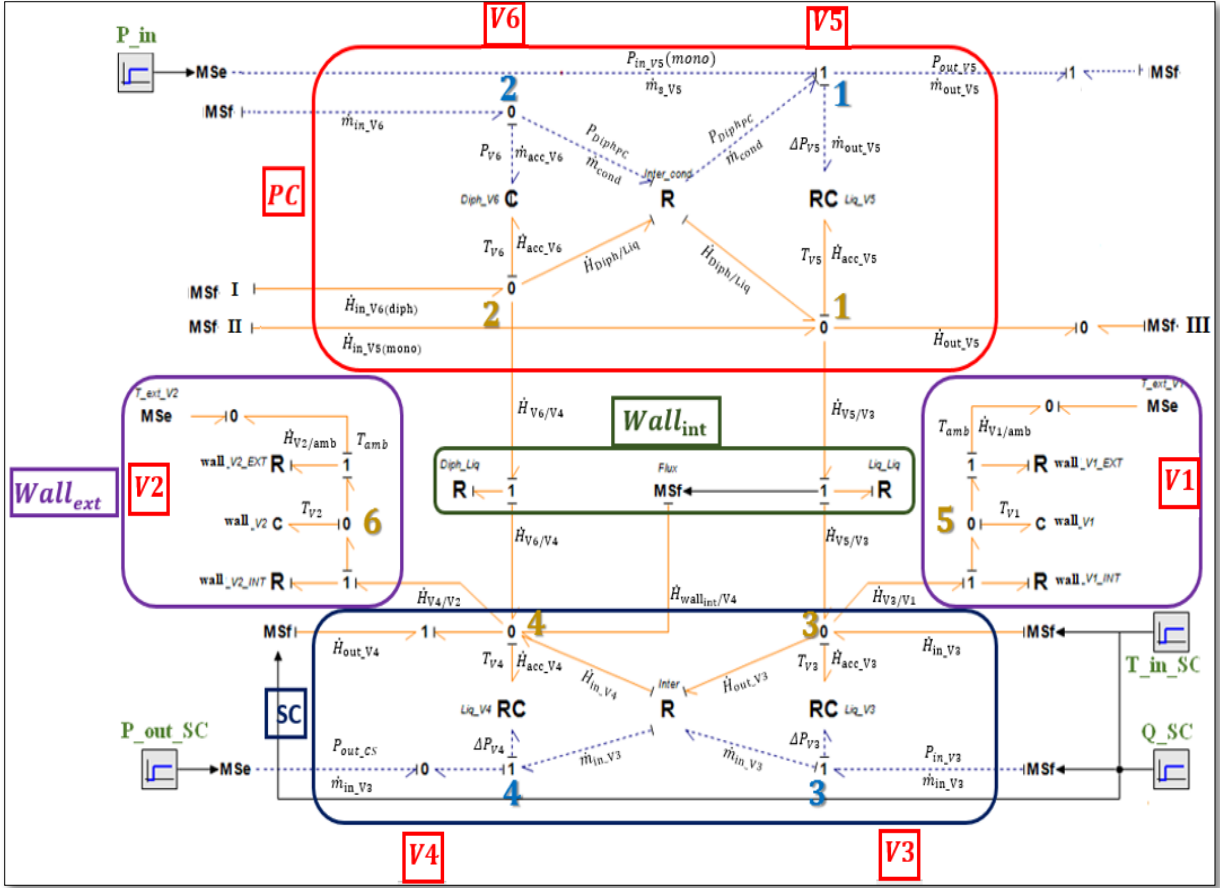 V6
V5
P_in
MSe
P_in_V5(mono)
ṁ_s_V5
1
P_out_V5
ṁ_out_V5
1
MSf
2
1
MSf
ṁ_in_V6
0
P_DiphPC
ṁ_cond
P_DiphPC
ṁ_cond
P_V6
ṁ_acc_V6
ΔP_V5
ṁ_out_V5
PC
Inter_cond
Diph_V6 C
R
RC Liq_V5
T_V6
Ḣ_acc_V6
Ḣ_Diph/Liq
Ḣ_Diph/Liq
T_V5
Ḣ_acc_V5
MSf I
0
Ḣ_in_V6(diph)
2
1
MSf II
0
0
MSf III
Ḣ_in_V5(mono)
Ḣ_out_V5
T_ext_V2
MSe
0
Ḣ_V2/amb
T_amb
wall_V2_EXT R
1
V2
Wall_ext
wall_V2 C
T_V2
0
6
wall_V2_INT R
1
Ḣ_V6/V4
Wall_int
Ḣ_V5/V3
Diph_Liq
R
1
Flux
MSf
1
Liq_Liq
R
Ḣ_V6/V4
Ḣ_V5/V3
T_ext_V1
0
MSe
T_amb
Ḣ_V1/amb
1
R wall_V1_EXT
V1
5
0
T_V1
C wall_V1
1
R wall_V1_INT
Ḣ_V4/V2
Ḣ_wall_int/V4
Ḣ_V3/V1
MSf
1
0
4
3
0
MSf
Ḣ_out_V4
T_V4
Ḣ_acc_V4
Ḣ_in_V4
Ḣ_out_V3
T_V3
Ḣ_acc_V3
Ḣ_in_V3
T_in_SC
SC
Inter
Liq_V4 RC
R
RC Liq_V3
P_out_SC
Q_SC
MSe
P_out_CS
ṁ_in_V3
0
ΔP_V4
1
ṁ_in_V3
ṁ_in_V3
ΔP_V3
1
P_in_V3
ṁ_in_V3
MSf
4
3
V4
V3